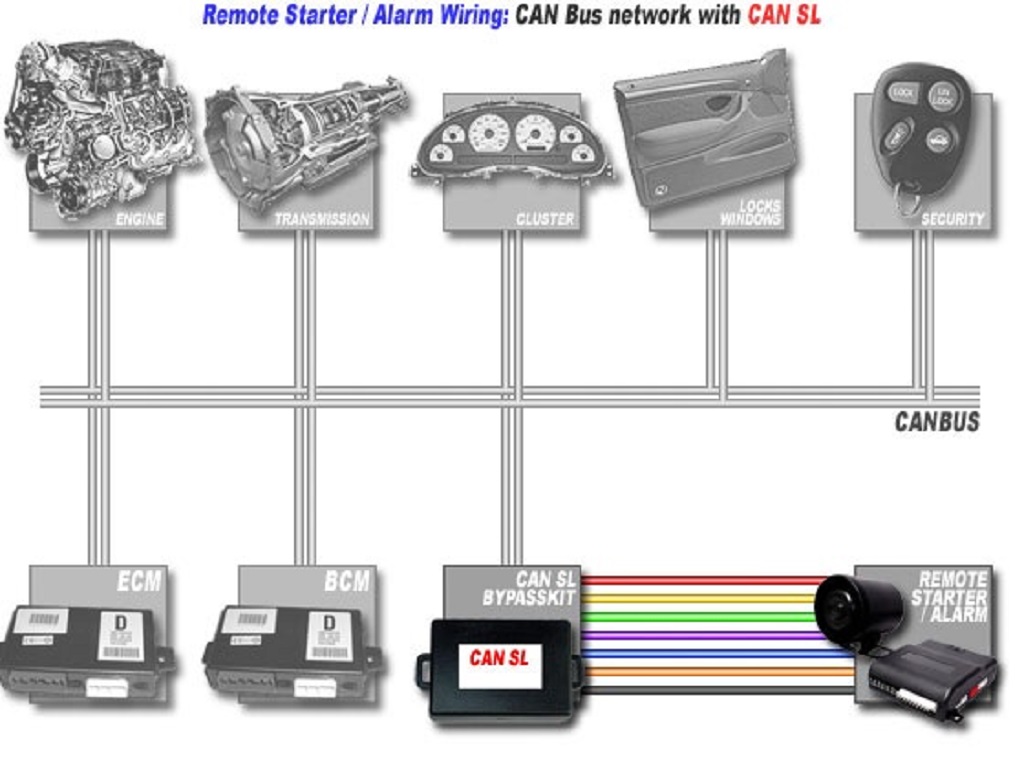 Remote Starter / Alarm Wiring: CAN Bus network with CAN SL
ENGINE
TRANSMISSION
CLUSTER
LOCKS
WINDOWS
LOCK
UN
LOCK
SECURITY
CANBUS
ECM
D
BCM
D
CAN SL
BYPASSKIT
CAN SL
REMOTE
STARTER
/ ALARM